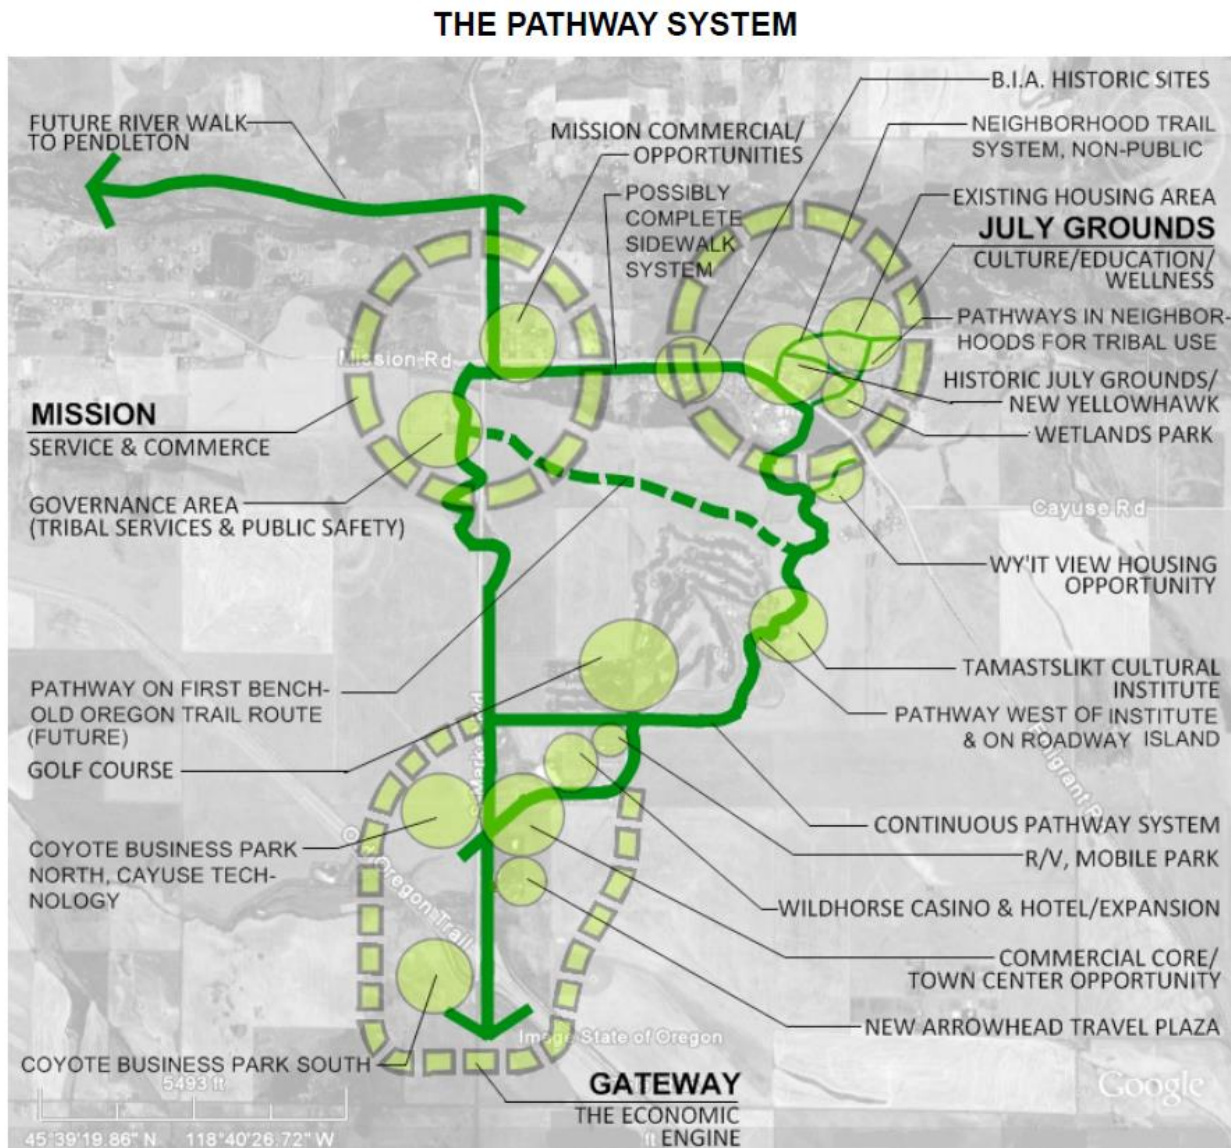 THE PATHWAY SYSTEM
FUTURE RIVER WALK
TO PENDLETON
MISSION COMMERCIAL/
OPPORTUNITIES
POSSIBLY
COMPLETE
SIDEWALK
SYSTEM
B.I.A. HISTORIC SITES
NEIGHBORHOOD TRAIL
SYSTEM, NON-PUBLIC
EXISTING HOUSING AREA
JULY GROUNDS
CULTURE/EDUCATION/
WELLNESS
PATHWAYS IN NEIGHBOR-
HOODS FOR TRIBAL USE
HISTORIC JULY GROUNDS/
NEW YELLOWHAWK
WETLANDS PARK
Mission Rd
MISSION
SERVICE & COMMERCE
GOVERNANCE AREA
(TRIBAL SERVICES & PUBLIC SAFETY)
Cayuse Rd
WY'IT VIEW HOUSING
OPPORTUNITY
TAMASTSLIKT CULTURAL
INSTITUTE
PATHWAY WEST OF INSTITUTE
& ON ROADWAY ISLAND
PATHWAY ON FIRST BENCH-
OLD OREGON TRAIL ROUTE
(FUTURE)
GOLF COURSE
CONTINUOUS PATHWAY SYSTEM
R/V, MOBILE PARK
COYOTE BUSINESS PARK
NORTH, CAYUSE TECH-
NOLOGY
WILDHORSE CASINO & HOTEL/EXPANSION
Oregon Trail
COMMERCIAL CORE/
TOWN CENTER OPPORTUNITY
NEW ARROWHEAD TRAVEL PLAZA
Image State of Oregon
COYOTE BUSINESS PARK SOUTH
5493 ft
GATEWAY
THE ECONOMIC
ENGINE
Google
45°39'19.86" N 118°40'26.72" W
ft